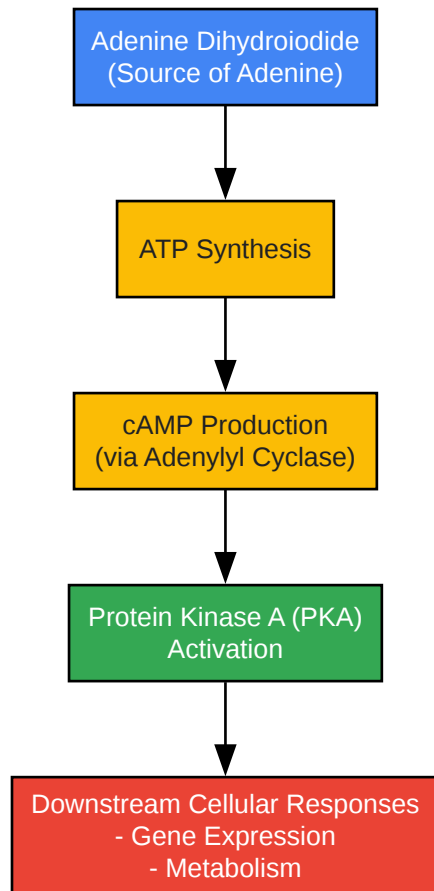 Adenine Dihydroiodide
(Source of Adenine)
ATP Synthesis
cAMP Production
(via Adenylyl Cyclase)
Protein Kinase A (PKA)
Activation
Downstream Cellular Responses
- Gene Expression
- Metabolism